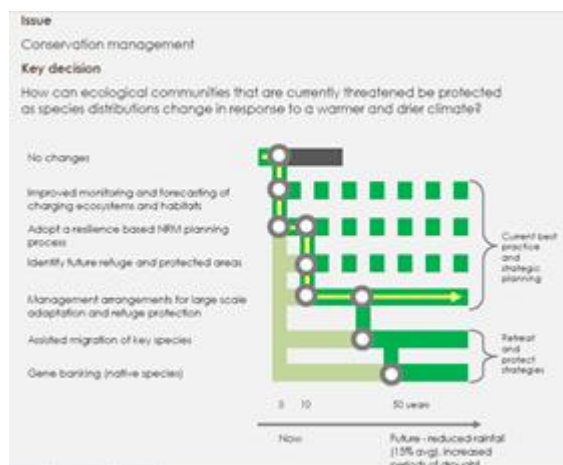 Issue
Conservation management
Key decision
How can ecological communities that are currently threatened be protected
as species distributions change in response to a warmer and drier climate?
No changes
Improved monitoring and forecasting of
changing ecosystems and habitats
Adopt a resilience based NRM planning
process
Identify future refuge and protected areas
Management arrangements for large scale
adaptation and refuge protection
Assisted migration of key species
Gene banking (native species)
Current best
practice
and
strategic
planning
Retreat
and
protect
strategies
10
50 years
Now
Future - reduced rainfall
(15% avg), increased
periods of drought